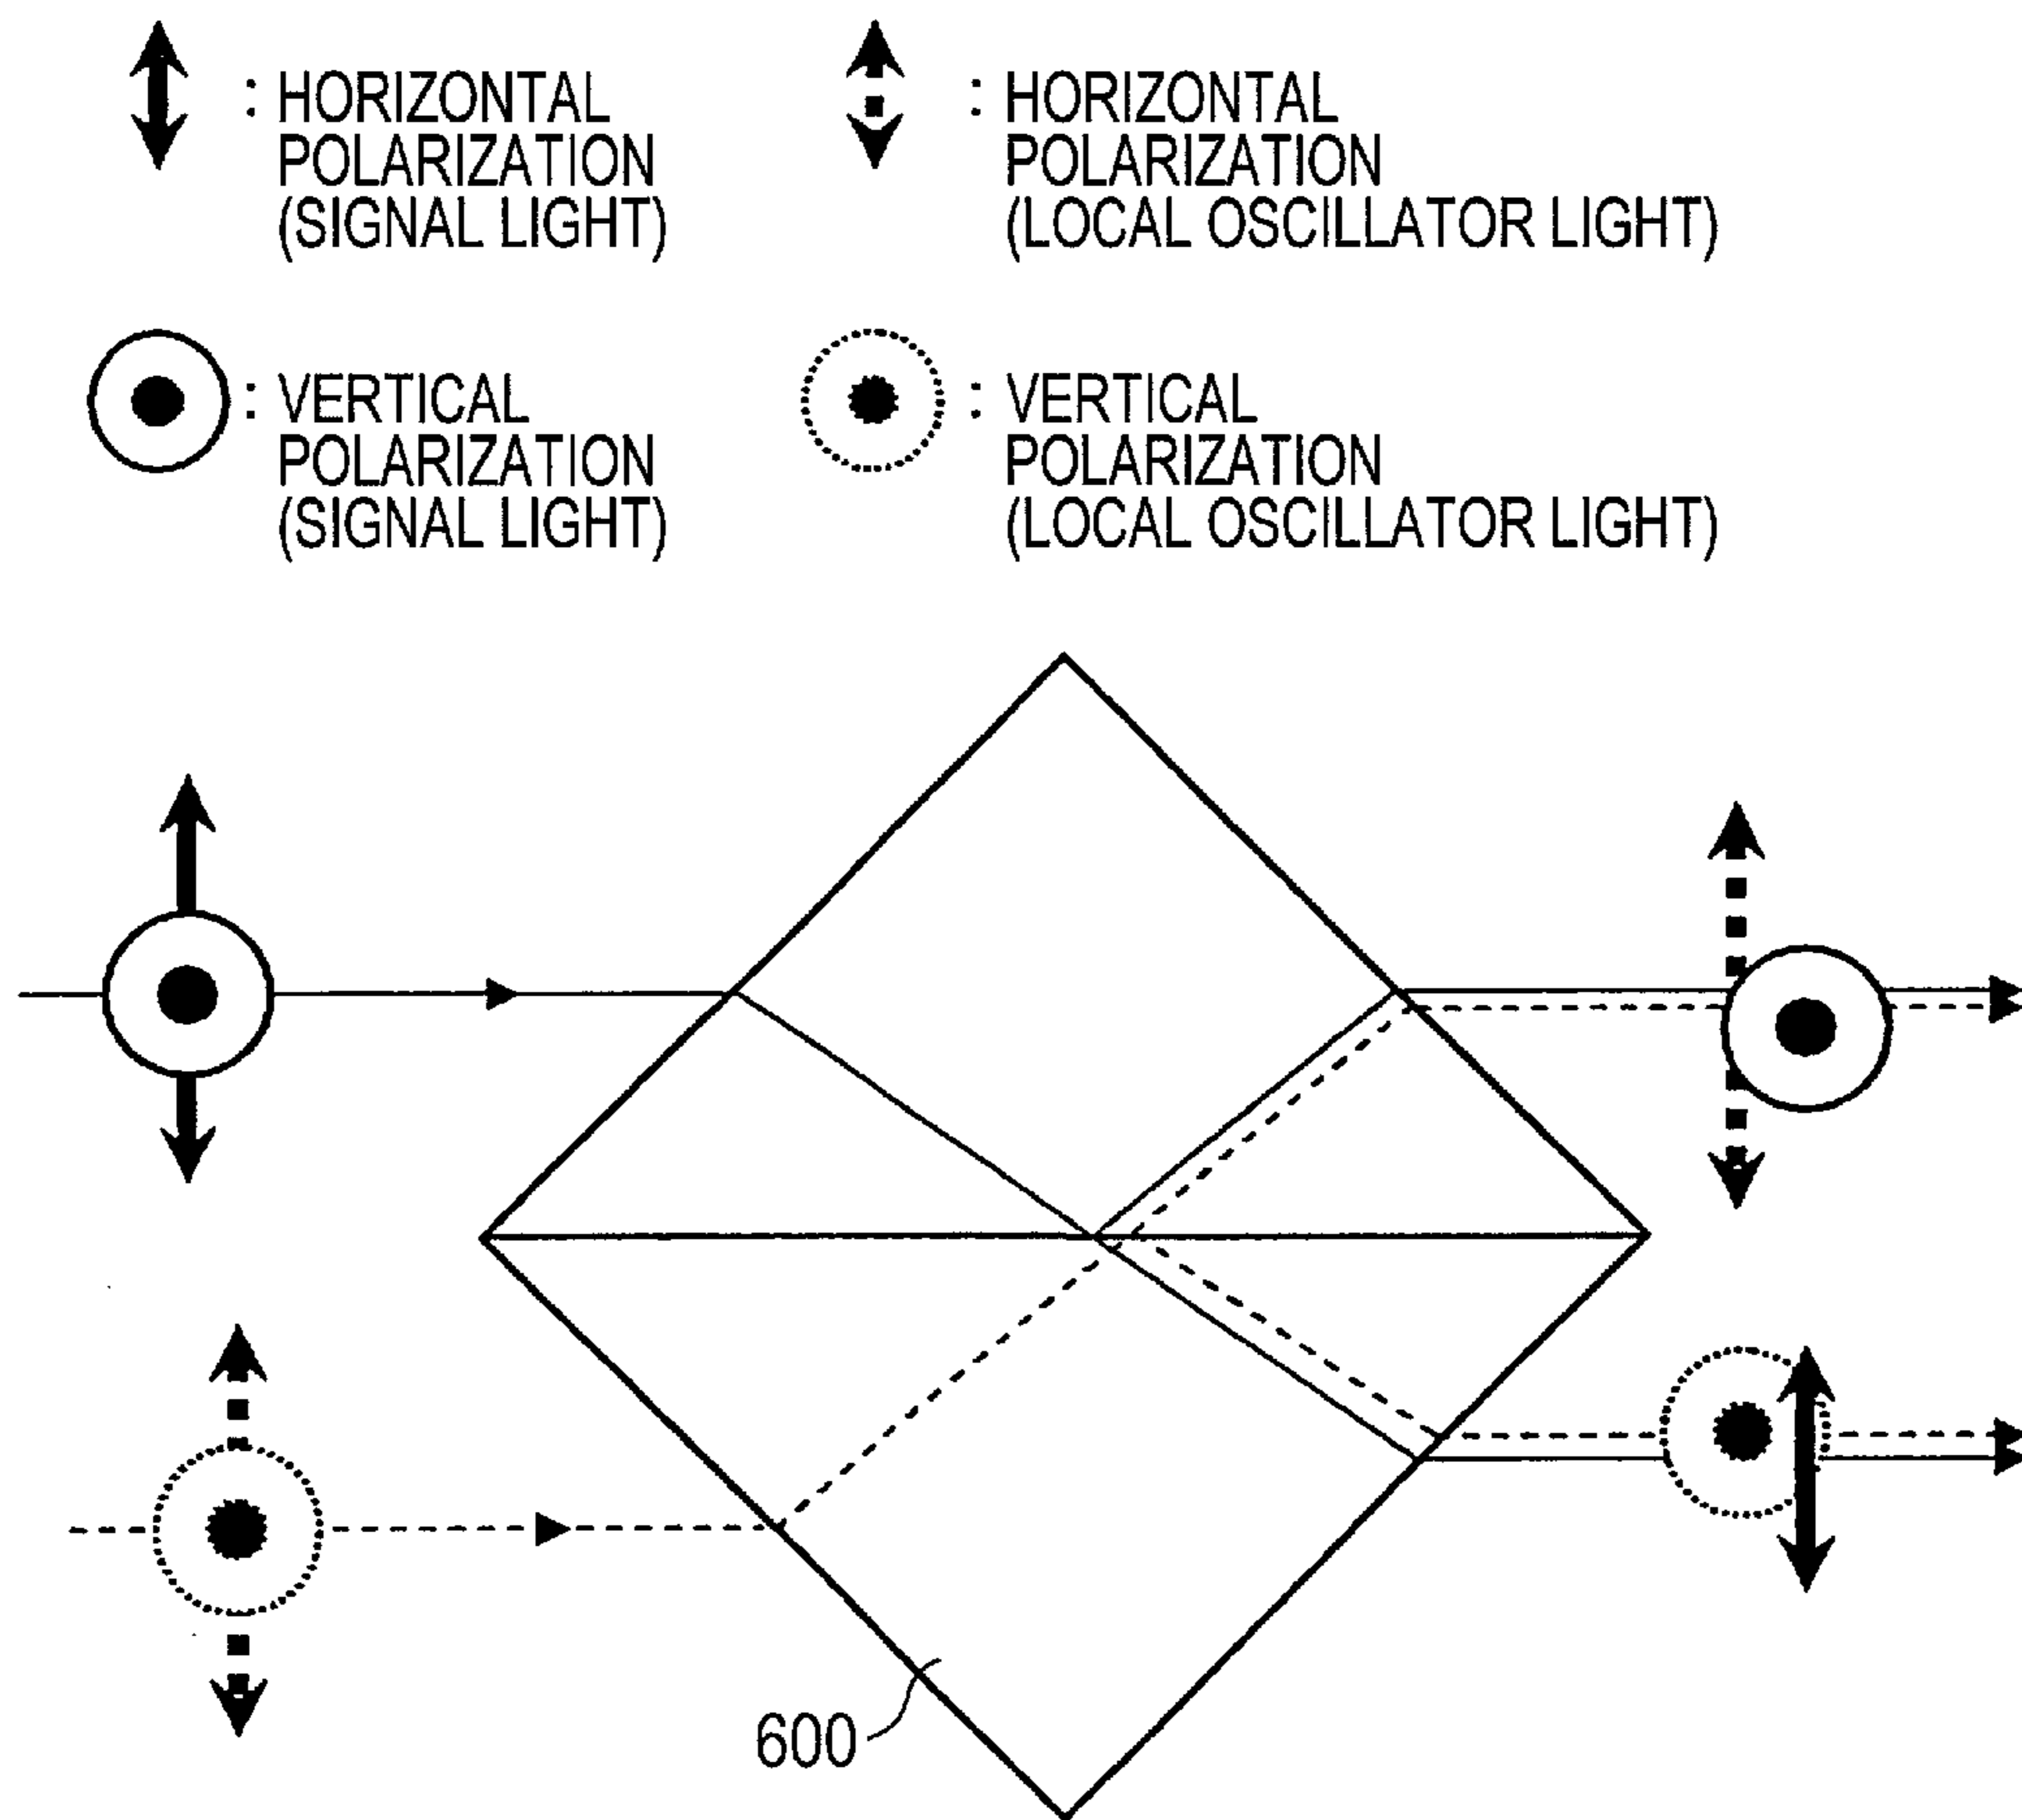 : HORIZONTAL
POLARIZATION
(SIGNAL LIGHT)
: HORIZONTAL
POLARIZATION
(LOCAL OSCILLATOR LIGHT)
: VERTICAL
POLARIZATION
(SIGNAL LIGHT)
: VERTICAL
POLARIZATION
(LOCAL OSCILLATOR LIGHT)
600